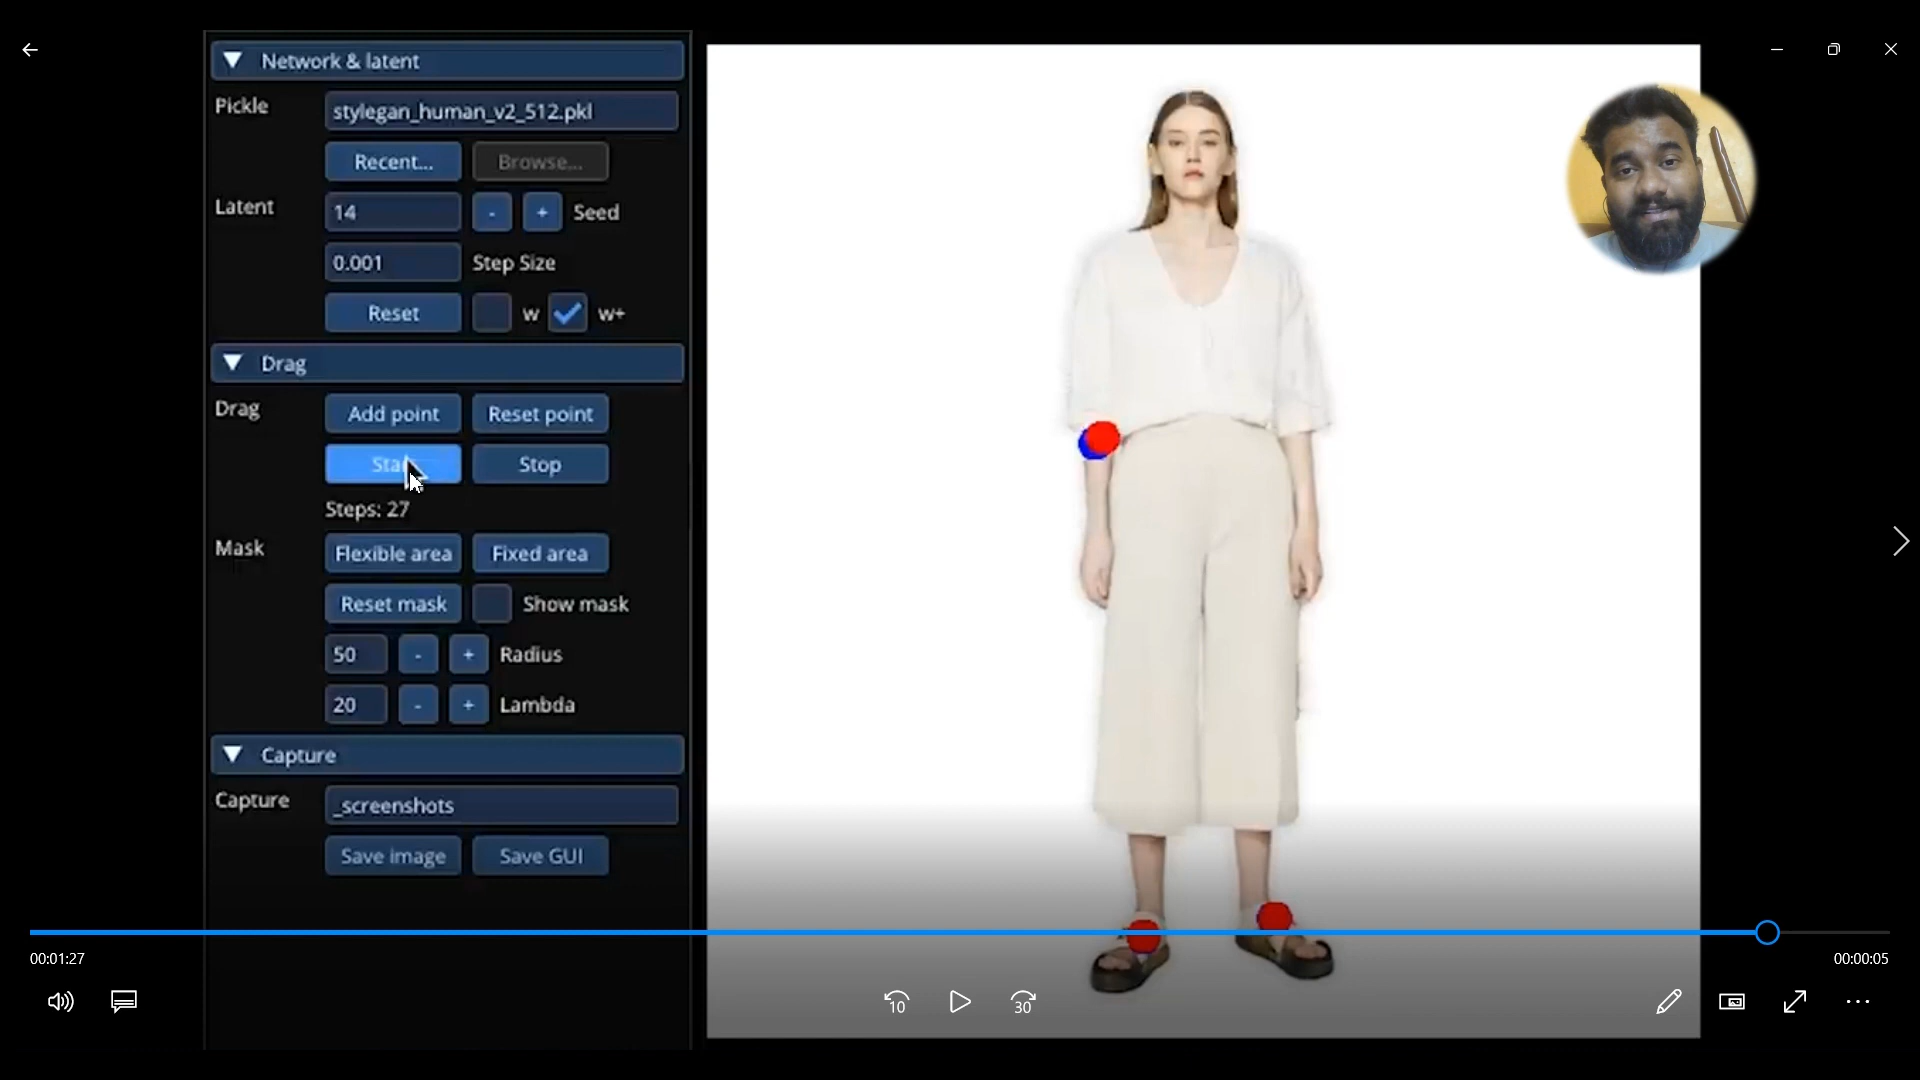 Network & latent
Pickle
stylegan_human_v2_512.pkl
Recent... Browse...
Latent
14 - + Seed
0.001 Step Size
Reset w w+
Drag
Drag
Add point Reset point
Stop
Steps: 27
Mask
Flexible area Fixed area
Reset mask Show mask
50 - + Radius
20 - + Lambda
Capture
Capture
_screenshots
Save image Save GUI
00:01:27 00:00:05
10 30